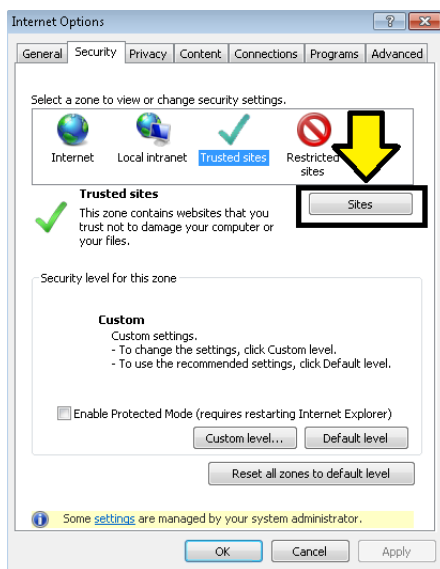 Internet Options
General Security Privacy Content Connections Programs Advanced
Select a zone to view or change security settings.
Internet Local intranet Trusted sites Restricted
sites
Trusted sites
Sites
This zone contains websites that you
trust not to damage your computer or
your files.
Security level for this zone
Custom
Custom settings.
- To change the settings, click Custom level.
- To use the recommended settings, click Default level.
Enable Protected Mode (requires restarting Internet Explorer)
Custom level... Default level
Reset all zones to default level
Some settings are managed by your system administrator.
OK Cancel Apply